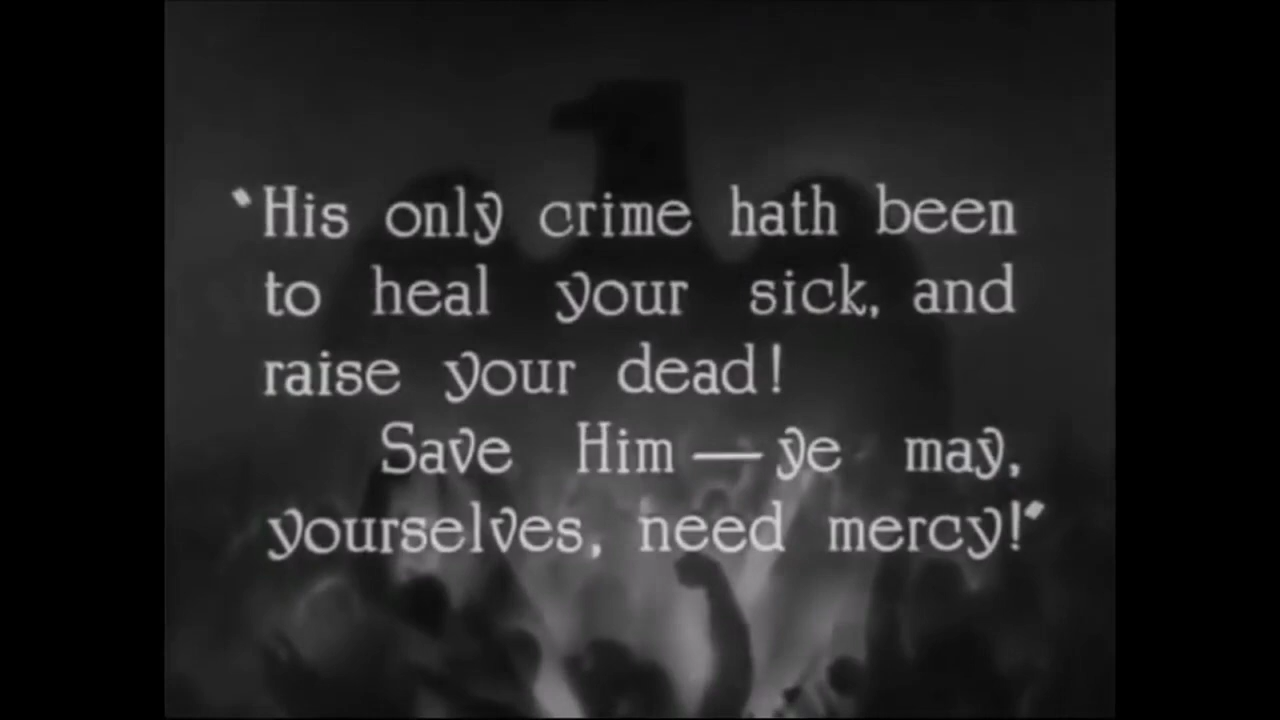 "His only crime hath been
to heal your sick, and
raise your dead!
Save Him — ye may,
yourselves, need mercy!"